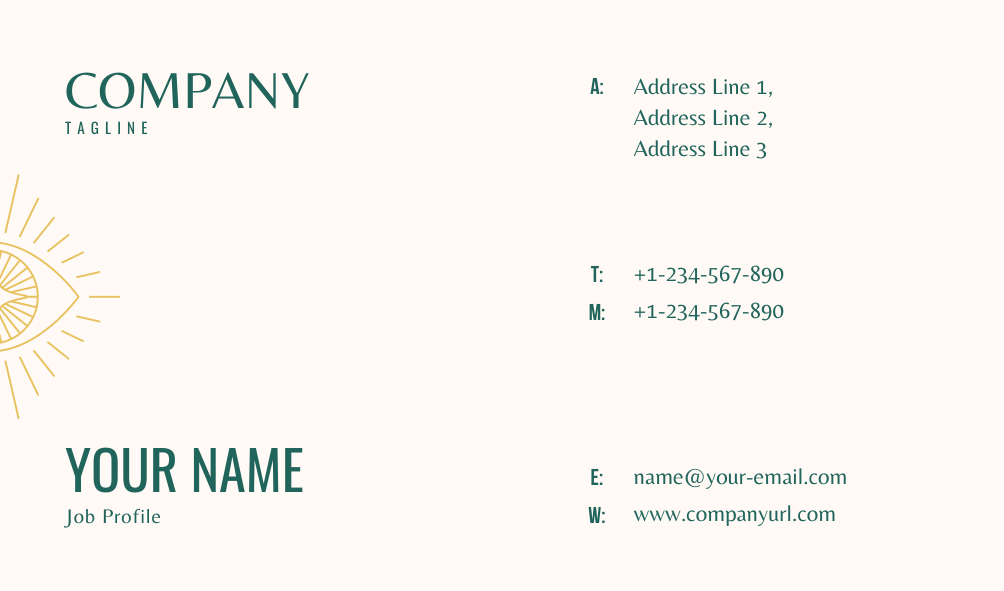 COMPANY
TAGLINE
A: Address Line 1,
Address Line 2,
Address Line 3
T: +1-234-567-890
M: +1-234-567-890
YOUR NAME
Job Profile
E: name@your-email.com
W: www.companyurl.com